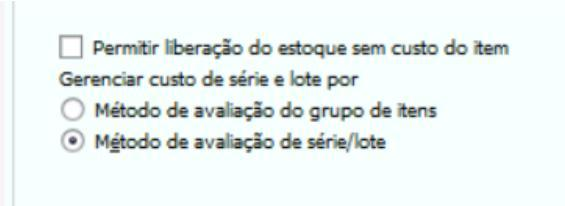 Permitir liberação do estoque sem custo do item
Gerenciar custo de série e lote por
Método de avaliação do grupo de itens
Método de avaliação de série/lote